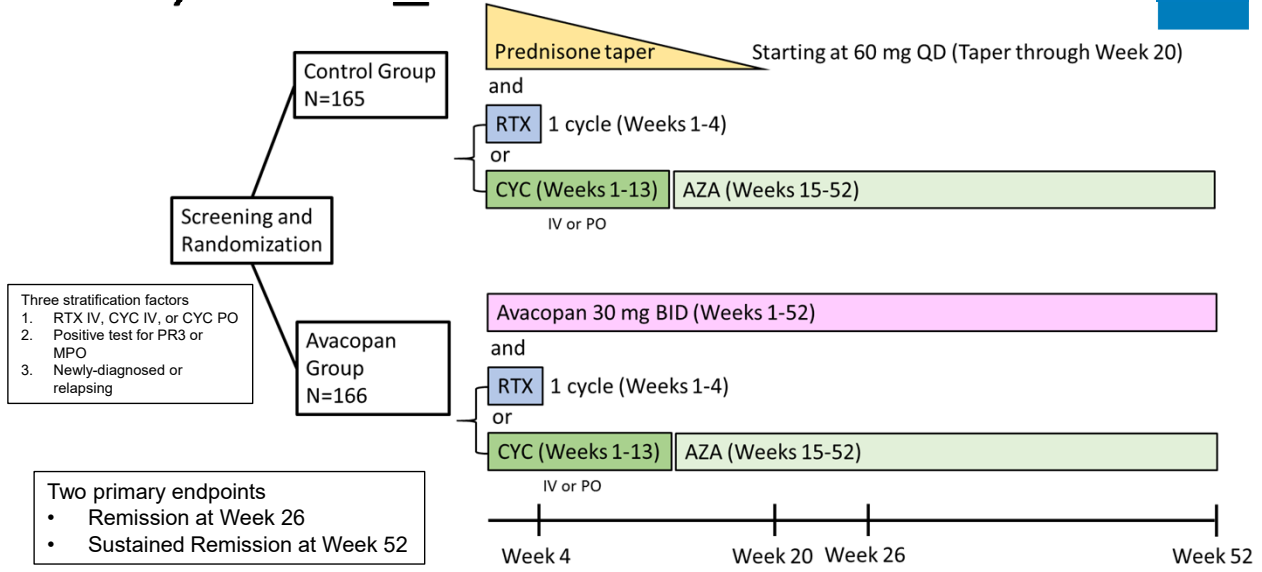 Prednisone taper
Starting at 60 mg QD (Taper through Week 20)
Control Group
N=165
and
RTX
1 cycle (Weeks 1-4)
or
CYC (Weeks 1-13)
AZA (Weeks 15-52)
IV or PO
Screening and
Randomization
Three stratification factors
1. RTX IV, CYC IV, or CYC PO
2. Positive test for PR3 or
MPO
3. Newly-diagnosed or
relapsing
Avacopan
Group
N=166
Avacopan 30 mg BID (Weeks 1-52)
and
RTX
1 cycle (Weeks 1-4)
or
CYC (Weeks 1-13)
AZA (Weeks 15-52)
IV or PO
Two primary endpoints
• Remission at Week 26
• Sustained Remission at Week 52
Week 4
Week 20
Week 26
Week 52